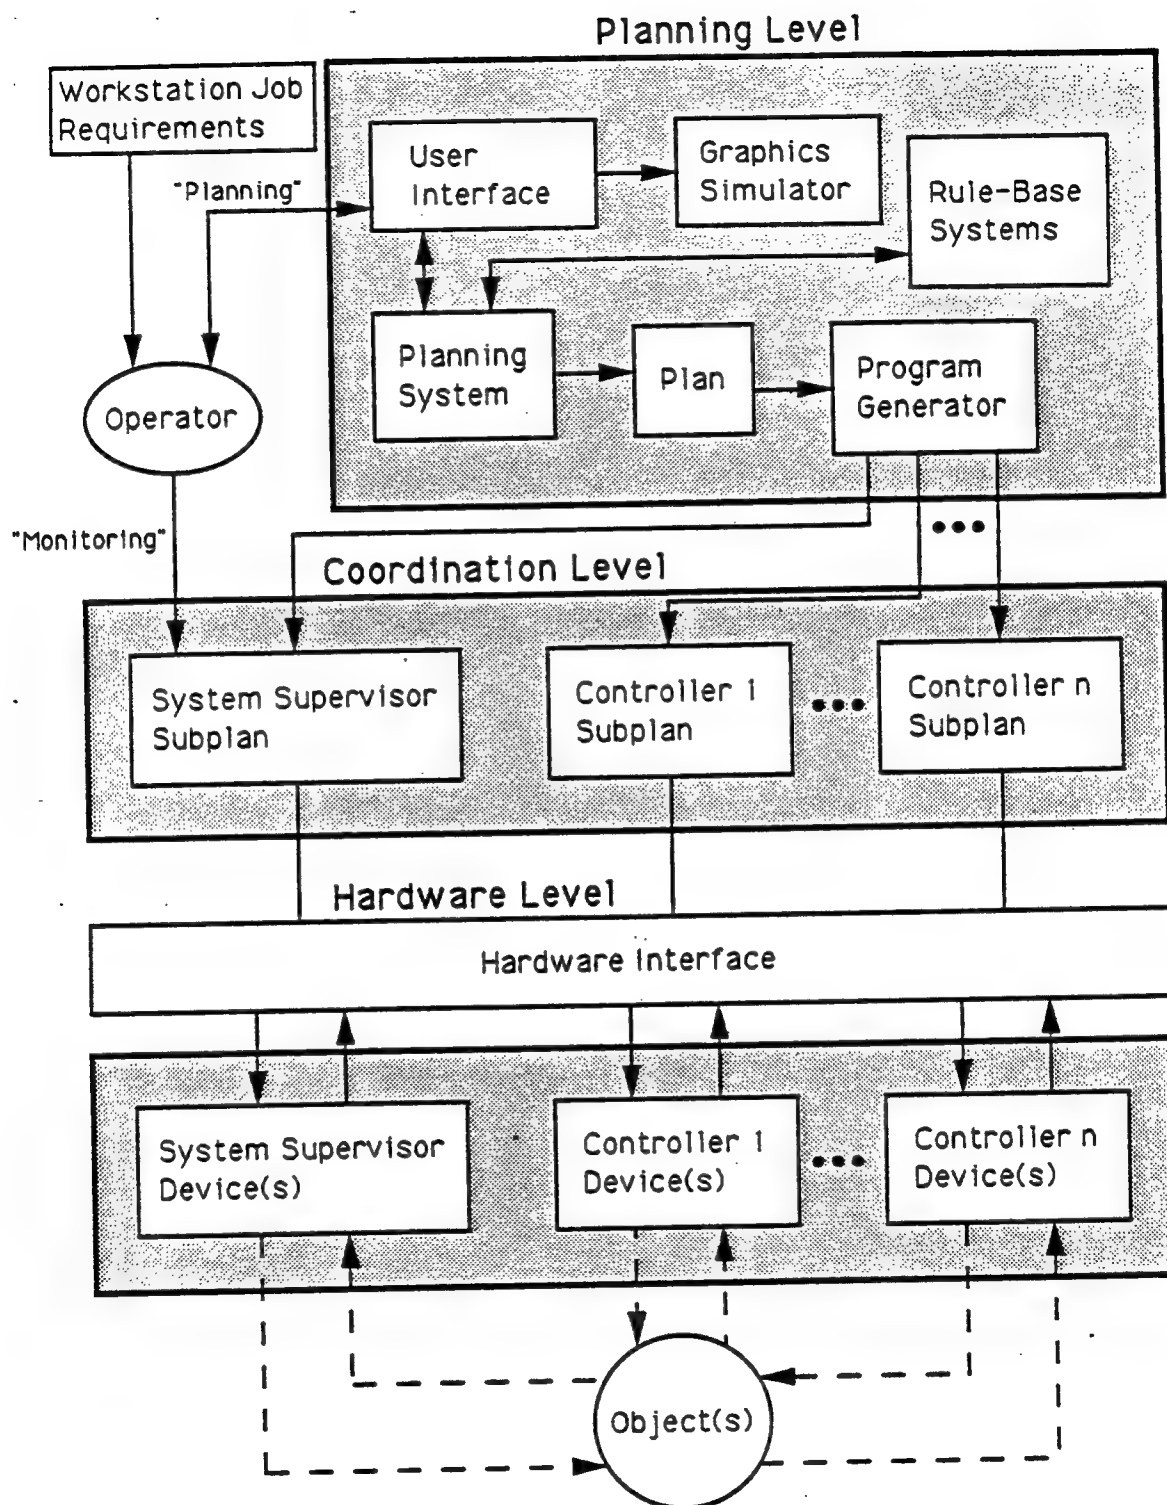 Planning Level
Workstation Job
Requirements
User
Interface
Graphics
Simulator
Rule-Base
Systems
"Planning"
Planning
System
Plan
Program
Generator
Operator
"Monitoring"
Coordination Level
System Supervisor
Subplan
Controller 1
Subplan
Controller n
Subplan
Hardware Level
Hardware Interface
System Supervisor
Device(s)
Controller 1
Device(s)
Controller n
Device(s)
Object(s)